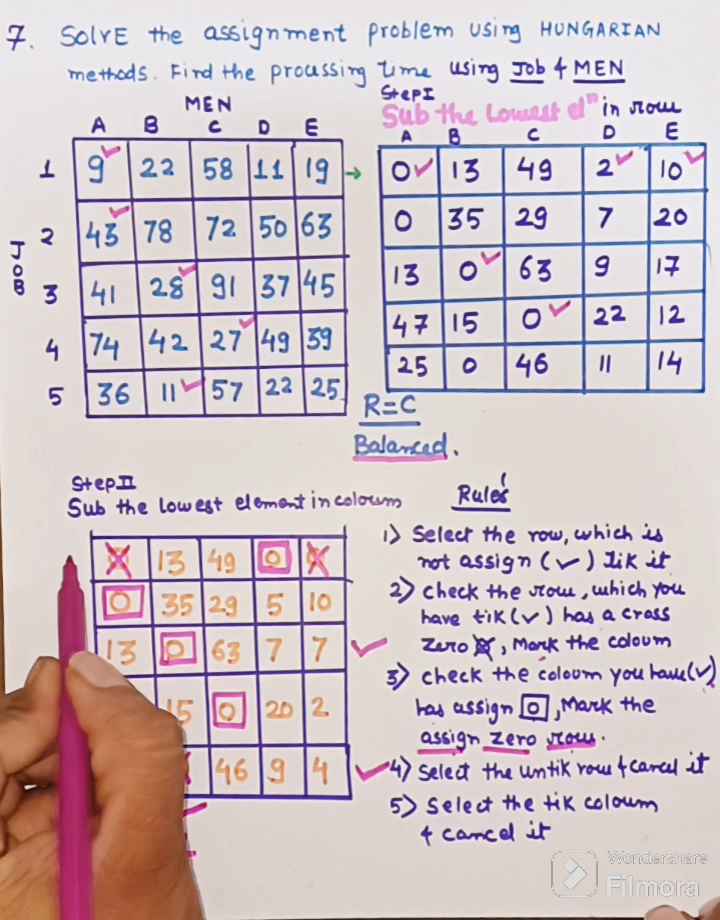 7. SolvE the assignment problem using HUNGARIAN
methods. Find the processing time using Job & MEN
MEN
A B C D E
JOB
1 9 ✓ 22 58 11 19 →
2 43 ✓ 78 72 50 63
3 41 28 ✓ 91 37 45
4 74 42 27 ✓ 49 39
5 36 11 ✓ 57 22 25
Step I
Sub the Lowest elⁿ in row
A B C D E
0 ✓ 13 49 2 ✓ 10 ✓
0 35 29 7 20
13 0 ✓ 63 9 17
47 15 0 ✓ 22 12
25 0 46 11 14
R=C
Balanced.
Step II
Sub the lowest element in coloum
13 49 0
0 35 29 5 10
13 0 63 7 7 ✓
15 0 20 2
46 9 4 ✓
Rules
1) Select the row, which is
not assign (✓) tik it
2) check the row, which you
have tik (✓) has a crass
Zero, Mark the coloum
3) check the coloum you have (✓)
has assign 0, Mark the
assign zero row.
4) Select the untik row & cancel it
5) Select the tik coloum
& cancel it
Wondershare
Filmora